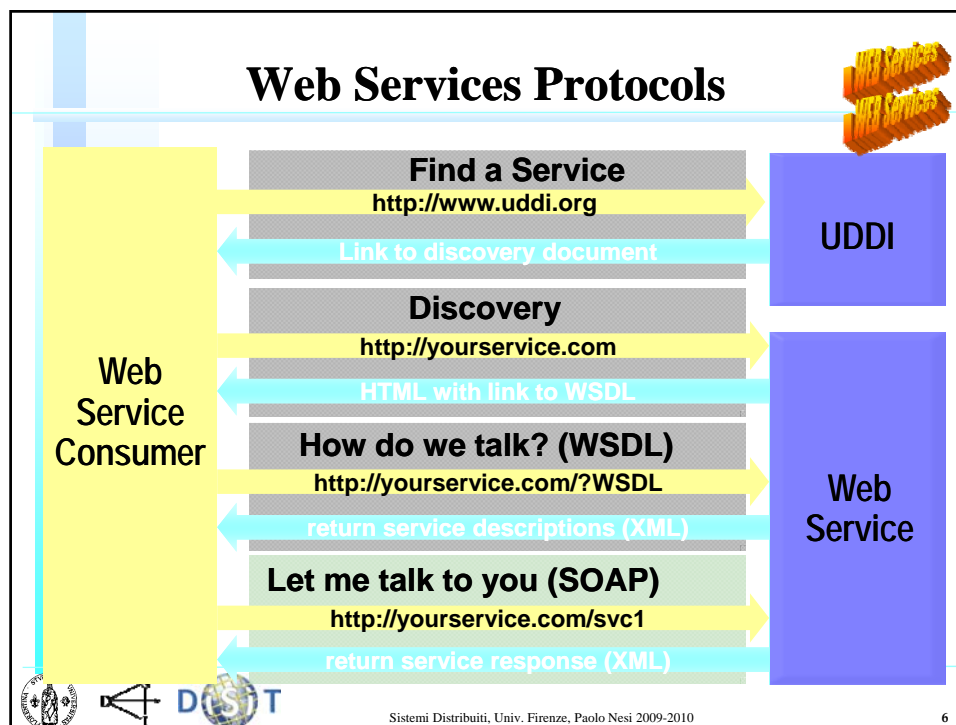 Web Services Protocols
WEB Services
WEB Services
Find a Service
http://www.uddi.org
Link to discovery document
UDDI
Discovery
http://yourservice.com
HTML with link to WSDL
Web
Service
Consumer
How do we talk? (WSDL)
http://yourservice.com/?WSDL
return service descriptions (XML)
Web
Service
Let me talk to you (SOAP)
http://yourservice.com/svc1
return service response (XML)
DISIT
Sistemi Distribuiti, Univ. Firenze, Paolo Nesi 2009-2010
6